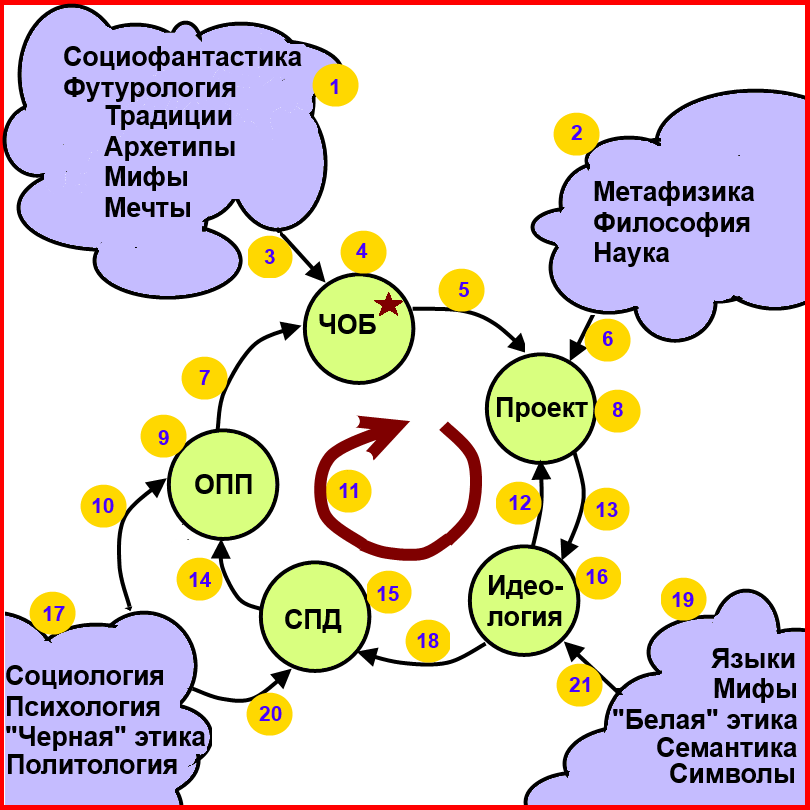 Социофантастика
Футурология
Традиции
Архетипы
Мифы
Мечты
1
2
Метафизика
Философия
Наука
3
4
ЧОБ
5
6
7
Проект
8
9
ОПП
10
11
12
13
14
СПД
15
Идео-
логия
16
17
Социология
Психология
"Черная" этика
Политология
18
19
Языки
Мифы
"Белая" этика
Семантика
Символы
20
21